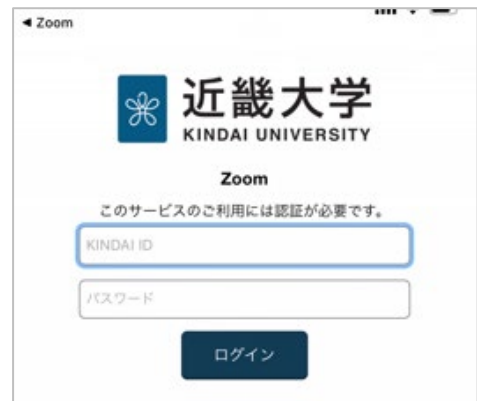 ◀ Zoom
近畿大学
KINDAI UNIVERSITY
Zoom
このサービスのご利用には認証が必要です。
KINDAI ID
パスワード
ログイン